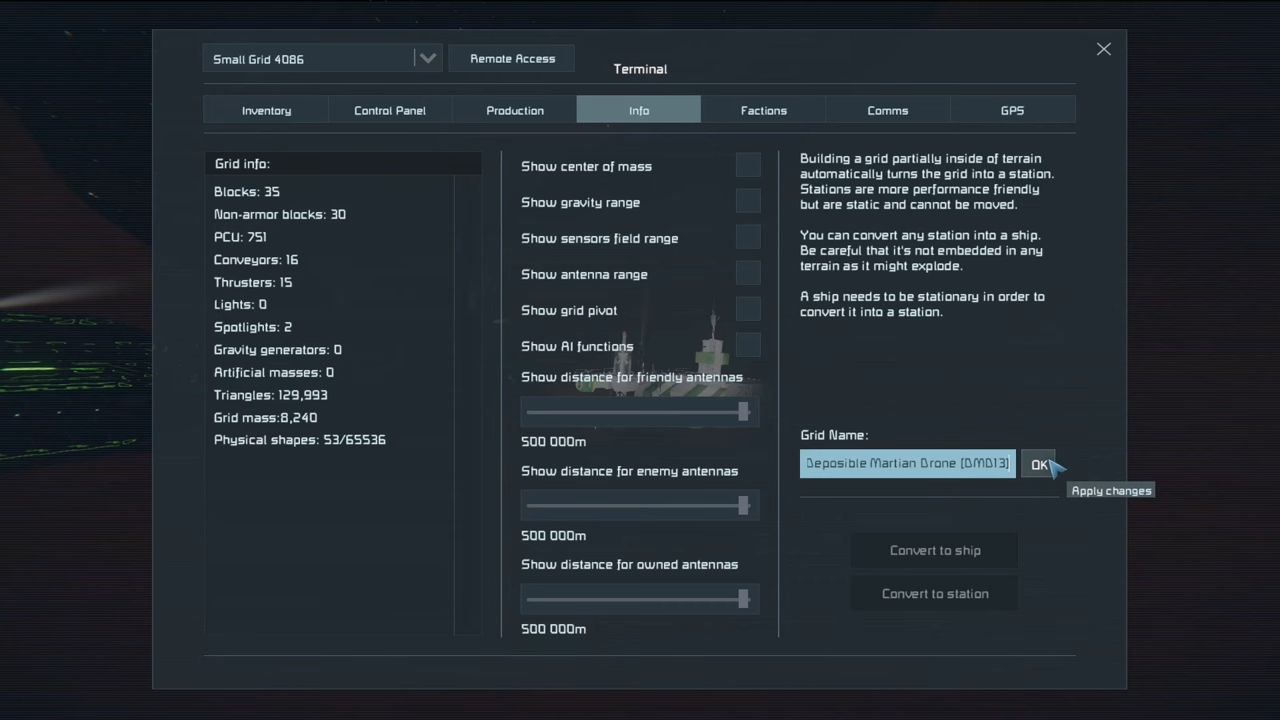 Small Grid 4086
Remote Access
Terminal
Inventory
Control Panel
Production
Info
Factions
Comms
GPS
Grid info:
Blocks: 35
Non-armor blocks: 30
PCU: 751
Conveyors: 16
Thrusters: 15
Lights: 0
Spotlights: 2
Gravity generators: 0
Artificial masses: 0
Triangles: 129,993
Grid mass:8,240
Physical shapes: 53/65536
Show center of mass
Show gravity range
Show sensors field range
Show antenna range
Show grid pivot
Show AI functions
Show distance for friendly antennas
500 000m
Show distance for enemy antennas
500 000m
Show distance for owned antennas
500 000m
Building a grid partially inside of terrain
automatically turns the grid into a station.
Stations are more performance friendly
but are static and cannot be moved.
You can convert any station into a ship.
Be careful that it's not embedded in any
terrain as it might explode.
A ship needs to be stationary in order to
convert it into a station.
Grid Name:
Deposible Martian Drone [DMD13]
OK
Apply changes
Convert to ship
Convert to station